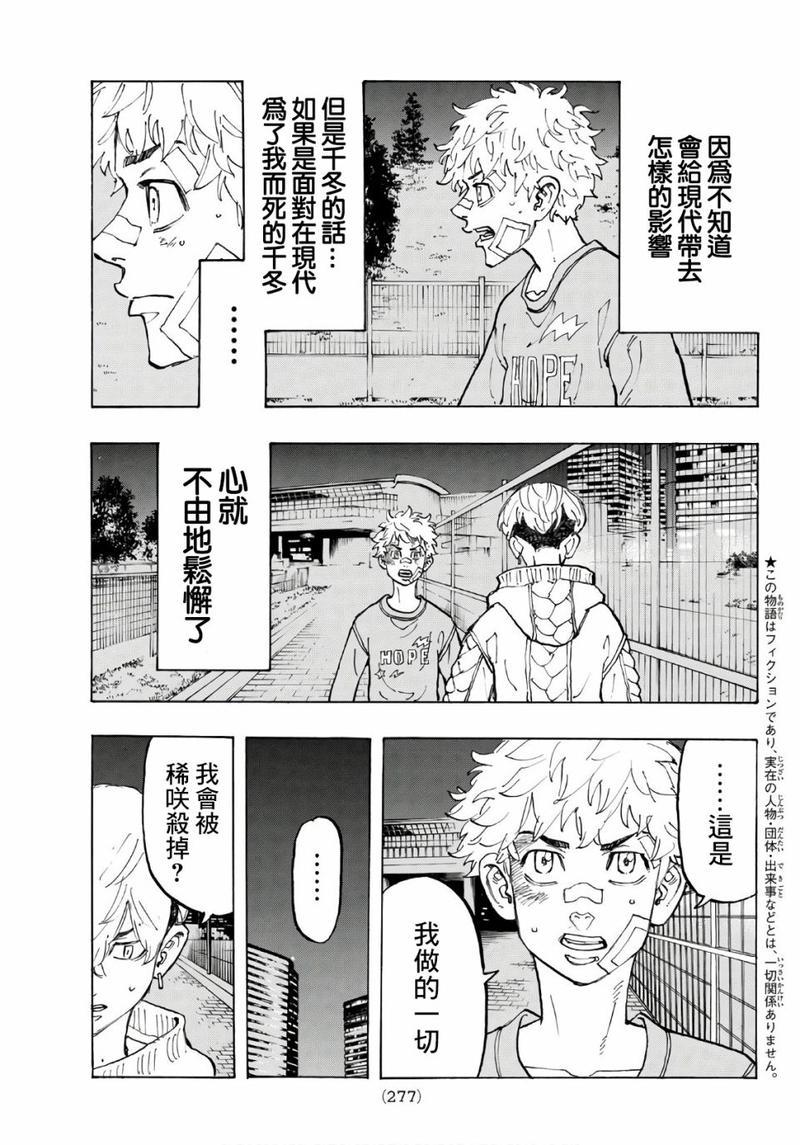 因為不知道
會給現代帶去
怎樣的影響
HOPE
但是千冬的話…
如果是面對在現代
為了我而死的千冬
……
心就
不由地鬆懈了
HOPE
……這是
我做的一切
……
我會被
稀咲殺掉？
★この物語はフィクションであり、実在の人物・団体・出来事などとは、一切関係ありません。
(277)